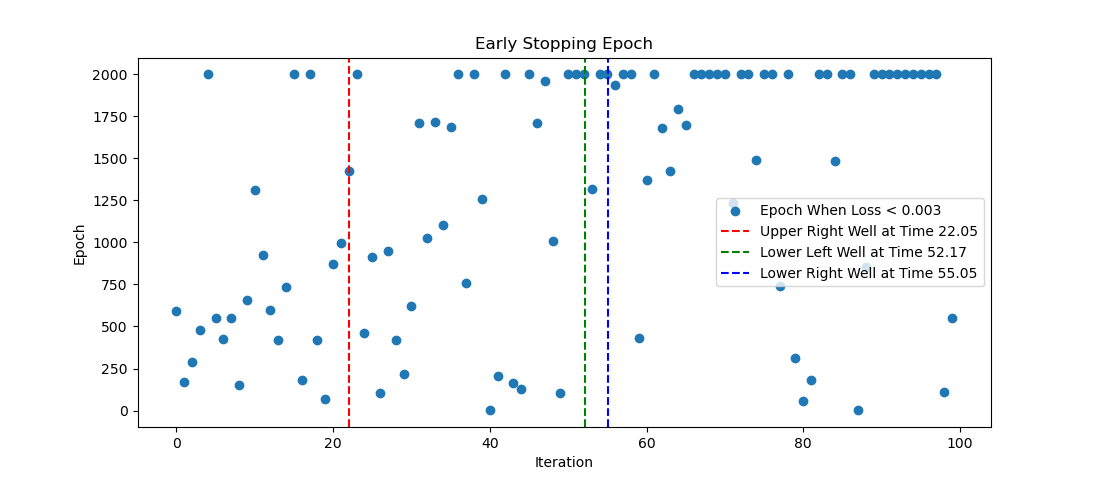 Early Stopping Epoch
Epoch
2000
1750
1500
1250
1000
750
500
250
0
Epoch When Loss < 0.003
Upper Right Well at Time 22.05
Lower Left Well at Time 52.17
Lower Right Well at Time 55.05
0 20 40 60 80 100
Iteration